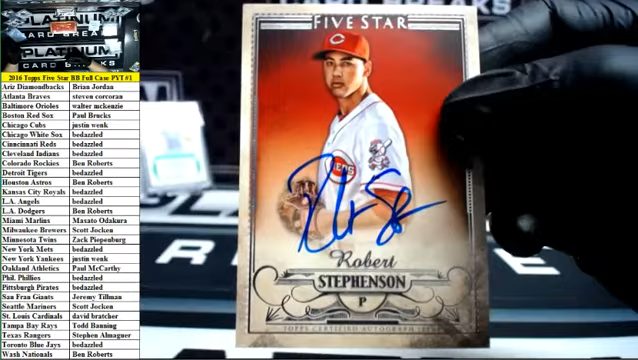 PLATINUM
CARD BREAKS
2016 Topps Five Star BB Full Case PYT #1
Ariz Diamondbacks Brian Jordan
Atlanta Braves steven corcoran
Baltimore Orioles walter mckenzie
Boston Red Sox Paul Brucks
Chicago Cubs justin wenk
Chicago White Sox bedazzled
Cinncinnati Reds bedazzled
Cleveland Indians bedazzled
Colorado Rockies Ben Roberts
Detroit Tigers bedazzled
Houston Astros Ben Roberts
Kansas City Royals bedazzled
L.A. Angels bedazzled
L.A. Dodgers Ben Roberts
Miami Marlins Masato Odakura
Milwaukee Brewers Scott Jocken
Minnesota Twins Zack Piepenburg
New York Mets bedazzled
New York Yankees justin wenk
Oakland Athletics Paul McCarthy
Phil. Phillies bedazzled
Pittsburgh Pirates bedazzled
San Fran Giants Jeremy Tillman
Seattle Mariners Scott Jocken
St. Louis Cardinals david bratcher
Tampa Bay Rays Todd Banning
Texas Rangers Stephen Almaguer
Toronto Blue Jays bedazzled
Wash Nationals Ben Roberts
FIVE STAR
C
REDS
Robert
STEPHENSON
P
TOPPS CERTIFIED AUTOGRAPH ISSUE